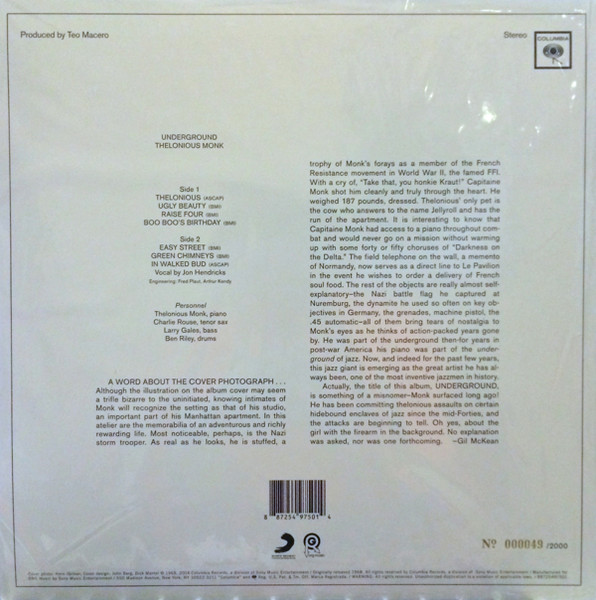 Produced by Teo Macero
Stereo
COLUMBIA
UNDERGROUND
THELONIOUS MONK
Side 1
THELONIOUS (ASCAP)
UGLY BEAUTY (BMI)
RAISE FOUR (BMI)
BOO BOO'S BIRTHDAY (BMI)
Side 2
EASY STREET (BMI)
GREEN CHIMNEYS (BMI)
IN WALKED BUD (ASCAP)
Vocal by Jon Hendricks
Engineering: Fred Plaut, Arthur Kendy
Personnel
Thelonious Monk, piano
Charlie Rouse, tenor sax
Larry Gales, bass
Ben Riley, drums
A WORD ABOUT THE COVER PHOTOGRAPH . . .
Although the illustration on the album cover may seem
a trifle bizarre to the uninitiated, knowing intimates of
Monk will recognize the setting as that of his studio,
an important part of his Manhattan apartment. In this
atelier are the memorabilia of an adventurous and richly
rewarding life. Most noticeable, perhaps, is the Nazi
storm trooper. As real as he looks, he is stuffed, a
trophy of Monk's forays as a member of the French
Resistance movement in World War II, the famed FFI.
With a cry of, "Take that, you honkie Kraut!" Capitaine
Monk shot him cleanly and truly through the heart. He
weighed 187 pounds, dressed. Thelonious' only pet is
the cow who answers to the name Jellyroll and has the
run of the apartment. It is interesting to know that
Capitaine Monk had access to a piano throughout com-
bat and would never go on a mission without warming
up with some forty or fifty choruses of "Darkness on
the Delta." The field telephone on the wall, a memento
of Normandy, now serves as a direct line to Le Pavilion
in the event he wishes to order a delivery of French
soul food. The rest of the objects are really almost self-
explanatory–the Nazi battle flag he captured at
Nuremburg, the dynamite he used so often on key ob-
jectives in Germany, the grenades, machine pistol, the
.45 automatic–all of them bring tears of nostalgia to
Monk's eyes as he thinks of action-packed years gone
by. He was part of the underground then-for years in
post-war America his piano was part of the under-
ground of jazz. Now, and indeed for the past few years,
this jazz giant is emerging as the great artist he has al-
ways been, one of the most inventive jazzmen in history.
Actually, the title of this album, UNDERGROUND,
is something of a misnomer–Monk surfaced long ago!
He has been committing thelonious assaults on certain
hidebound enclaves of jazz since the mid-Forties, and
the attacks are beginning to tell. Oh yes, about the
girl with the firearm in the background. No explanation
was asked, nor was one forthcoming. –Gil McKean
8 87254 97501 4
SONY MUSIC
Nº 000049 /2000